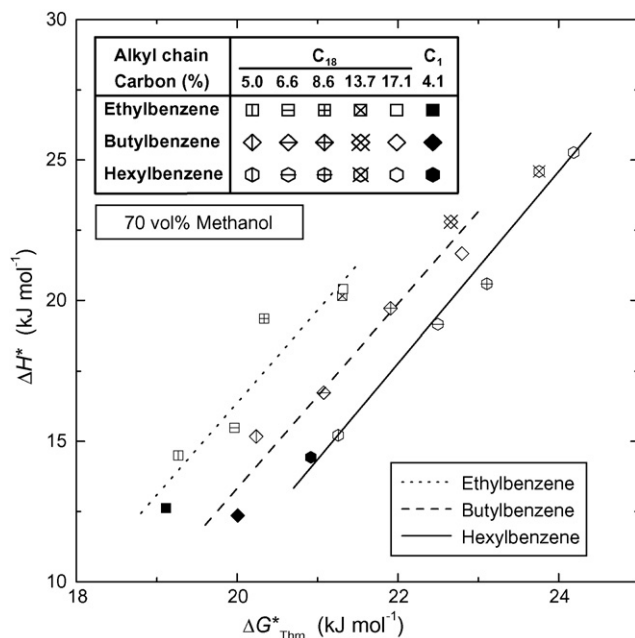 30
Alkyl chain C₁₈ C₁
Carbon (%) 5.0 6.6 8.6 13.7 17.1 4.1
Ethylbenzene
Butylbenzene
Hexylbenzene
70 vol% Methanol
25
20
15
10
ΔH* (kJ mol⁻¹)
Ethylbenzene
Butylbenzene
Hexylbenzene
18 20 22 24
ΔG*Thm (kJ mol⁻¹)